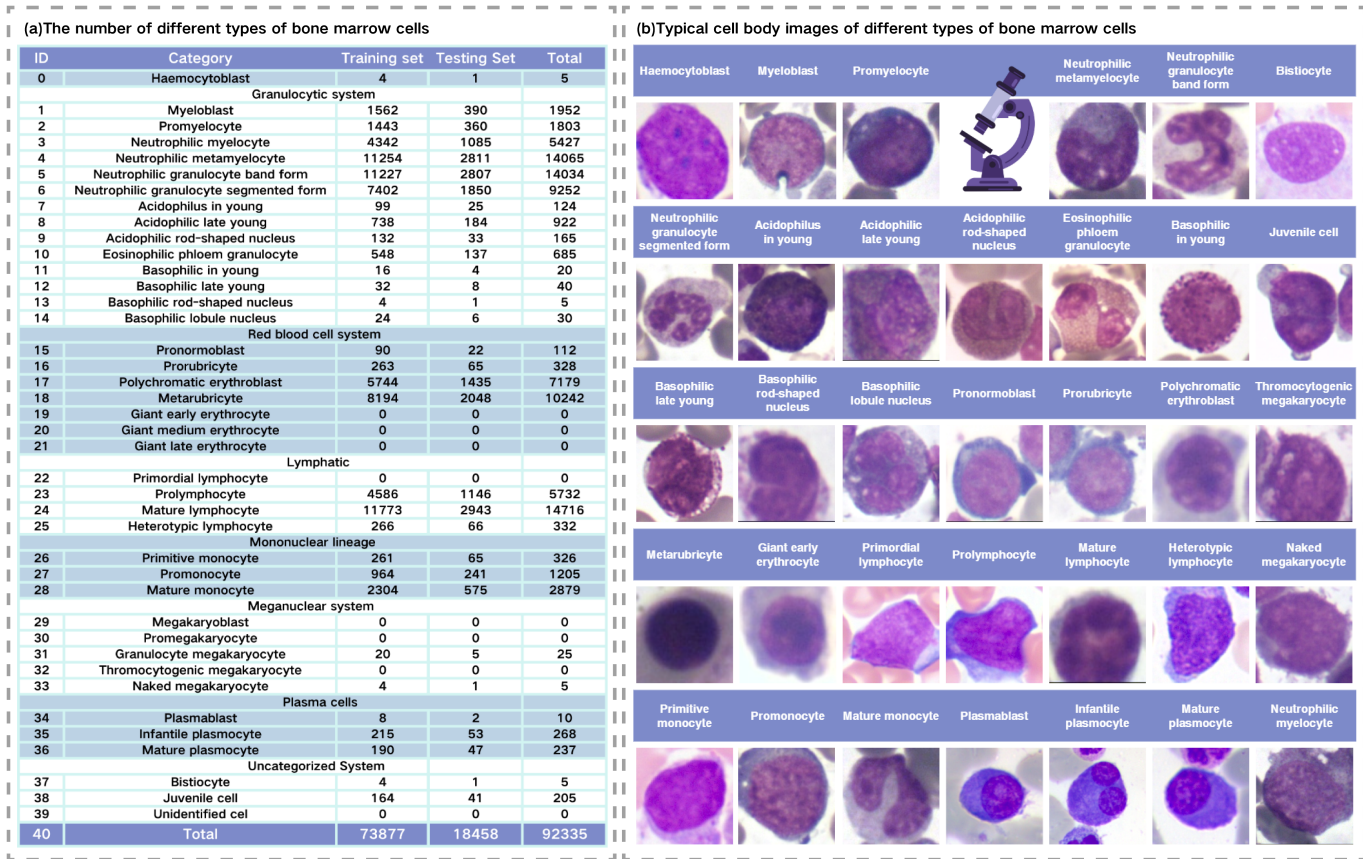 (a)The number of different types of bone marrow cells
ID Category Training set Testing Set Total
0 Haemocytoblast 4 1 5
Granulocytic system
1 Myeloblast 1562 390 1952
2 Promyelocyte 1443 360 1803
3 Neutrophilic myelocyte 4342 1085 5427
4 Neutrophilic metamyelocyte 11254 2811 14065
5 Neutrophilic granulocyte band form 11227 2807 14034
6 Neutrophilic granulocyte segmented form 7402 1850 9252
7 Acidophilus in young 99 25 124
8 Acidophilic late young 738 184 922
9 Acidophilic rod-shaped nucleus 132 33 165
10 Eosinophilic phloem granulocyte 548 137 685
11 Basophilic in young 16 4 20
12 Basophilic late young 32 8 40
13 Basophilic rod-shaped nucleus 4 1 5
14 Basophilic lobule nucleus 24 6 30
Red blood cell system
15 Pronormoblast 90 22 112
16 Prorubricyte 263 65 328
17 Polychromatic erythroblast 5744 1435 7179
18 Metarubricyte 8194 2048 10242
19 Giant early erythrocyte 0 0 0
20 Giant medium erythrocyte 0 0 0
21 Giant late erythrocyte 0 0 0
Lymphatic
22 Primordial lymphocyte 0 0 0
23 Prolymphocyte 4586 1146 5732
24 Mature lymphocyte 11773 2943 14716
25 Heterotypic lymphocyte 266 66 332
Mononuclear lineage
26 Primitive monocyte 261 65 326
27 Promonocyte 964 241 1205
28 Mature monocyte 2304 575 2879
Meganuclear system
29 Megakaryoblast 0 0 0
30 Promegakaryocyte 0 0 0
31 Granulocyte megakaryocyte 20 5 25
32 Thromocytogenic megakaryocyte 0 0 0
33 Naked megakaryocyte 4 1 5
Plasma cells
34 Plasmablast 8 2 10
35 Infantile plasmocyte 215 53 268
36 Mature plasmocyte 190 47 237
Uncategorized System
37 Bistiocyte 4 1 5
38 Juvenile cell 164 41 205
39 Unidentified cel 0 0 0
40 Total 73877 18458 92335
(b)Typical cell body images of different types of bone marrow cells
Haemocytoblast
Myeloblast
Promyelocyte
Neutrophilic
metamyelocyte
Neutrophilic
granulocyte
band form
Bistiocyte
Neutrophilic
granulocyte
segmented form
Acidophilus
in young
Acidophilic
late young
Acidophilic
rod-shaped
nucleus
Eosinophilic
phloem
granulocyte
Basophilic
in young
Juvenile cell
Basophilic
late young
Basophilic
rod-shaped
nucleus
Basophilic
lobule nucleus
Pronormoblast
Prorubricyte
Polychromatic
erythroblast
Thromocytogenic
megakaryocyte
Metarubricyte
Giant early
erythrocyte
Primordial
lymphocyte
Prolymphocyte
Mature
lymphocyte
Heterotypic
lymphocyte
Naked
megakaryocyte
Primitive
monocyte
Promonocyte
Mature monocyte
Plasmablast
Infantile
plasmocyte
Mature
plasmocyte
Neutrophilic
myelocyte